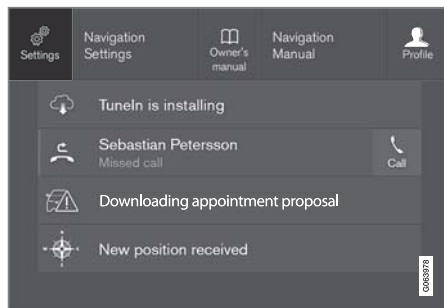 Settings
Navigation
Settings
Owner's
manual
Navigation
Manual
Profile
TuneIn is installing
Sebastian Petersson
Missed call
Call
Downloading appointment proposal
New position received
G063978